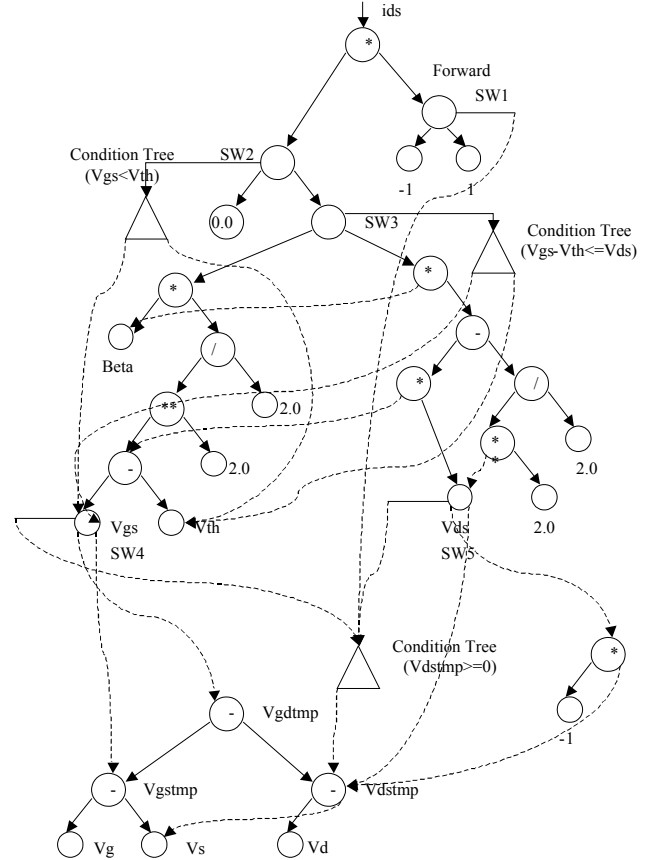 ids
*
Forward
SW1
-1
1
Condition Tree
(Vgs<Vth)
SW2
0.0
SW3
Condition Tree
(Vgs-Vth<=Vds)
*
*
Beta
/
-
**
2.0
*
/
-
2.0
*
*
2.0
Vgs
SW4
Vth
Vds
SW5
2.0
Condition Tree
(Vdstmp>=0)
*
-1
-
Vgdtmp
-
Vgstmp
-
Vdstmp
Vg
Vs
Vd